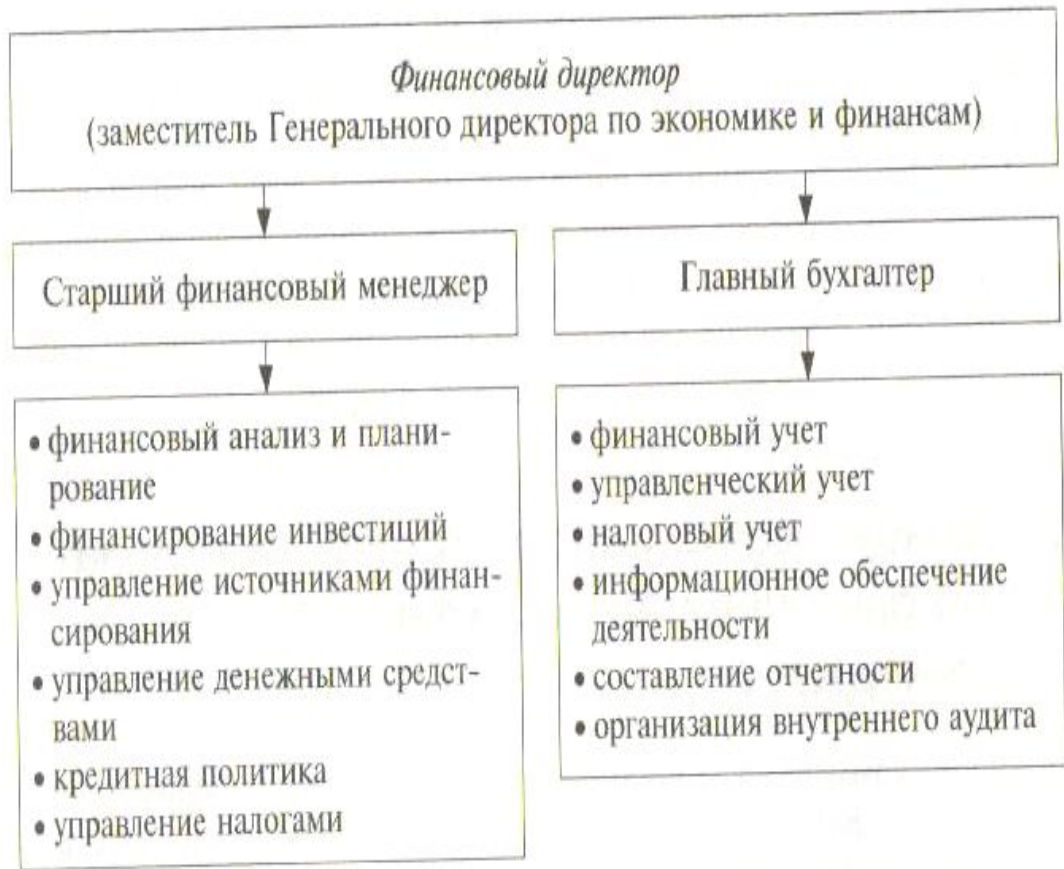 Финансовый директор
(заместитель Генерального директора по экономике и финансам)
Старший финансовый менеджер
• финансовый анализ и плани-
рование
• финансирование инвестиций
• управление источниками финан-
сирования
• управление денежными средст-
вами
• кредитная политика
• управление налогами
Главный бухгалтер
• финансовый учет
• управленческий учет
• налоговый учет
• информационное обеспечение
деятельности
• составление отчетности
• организация внутреннего аудита